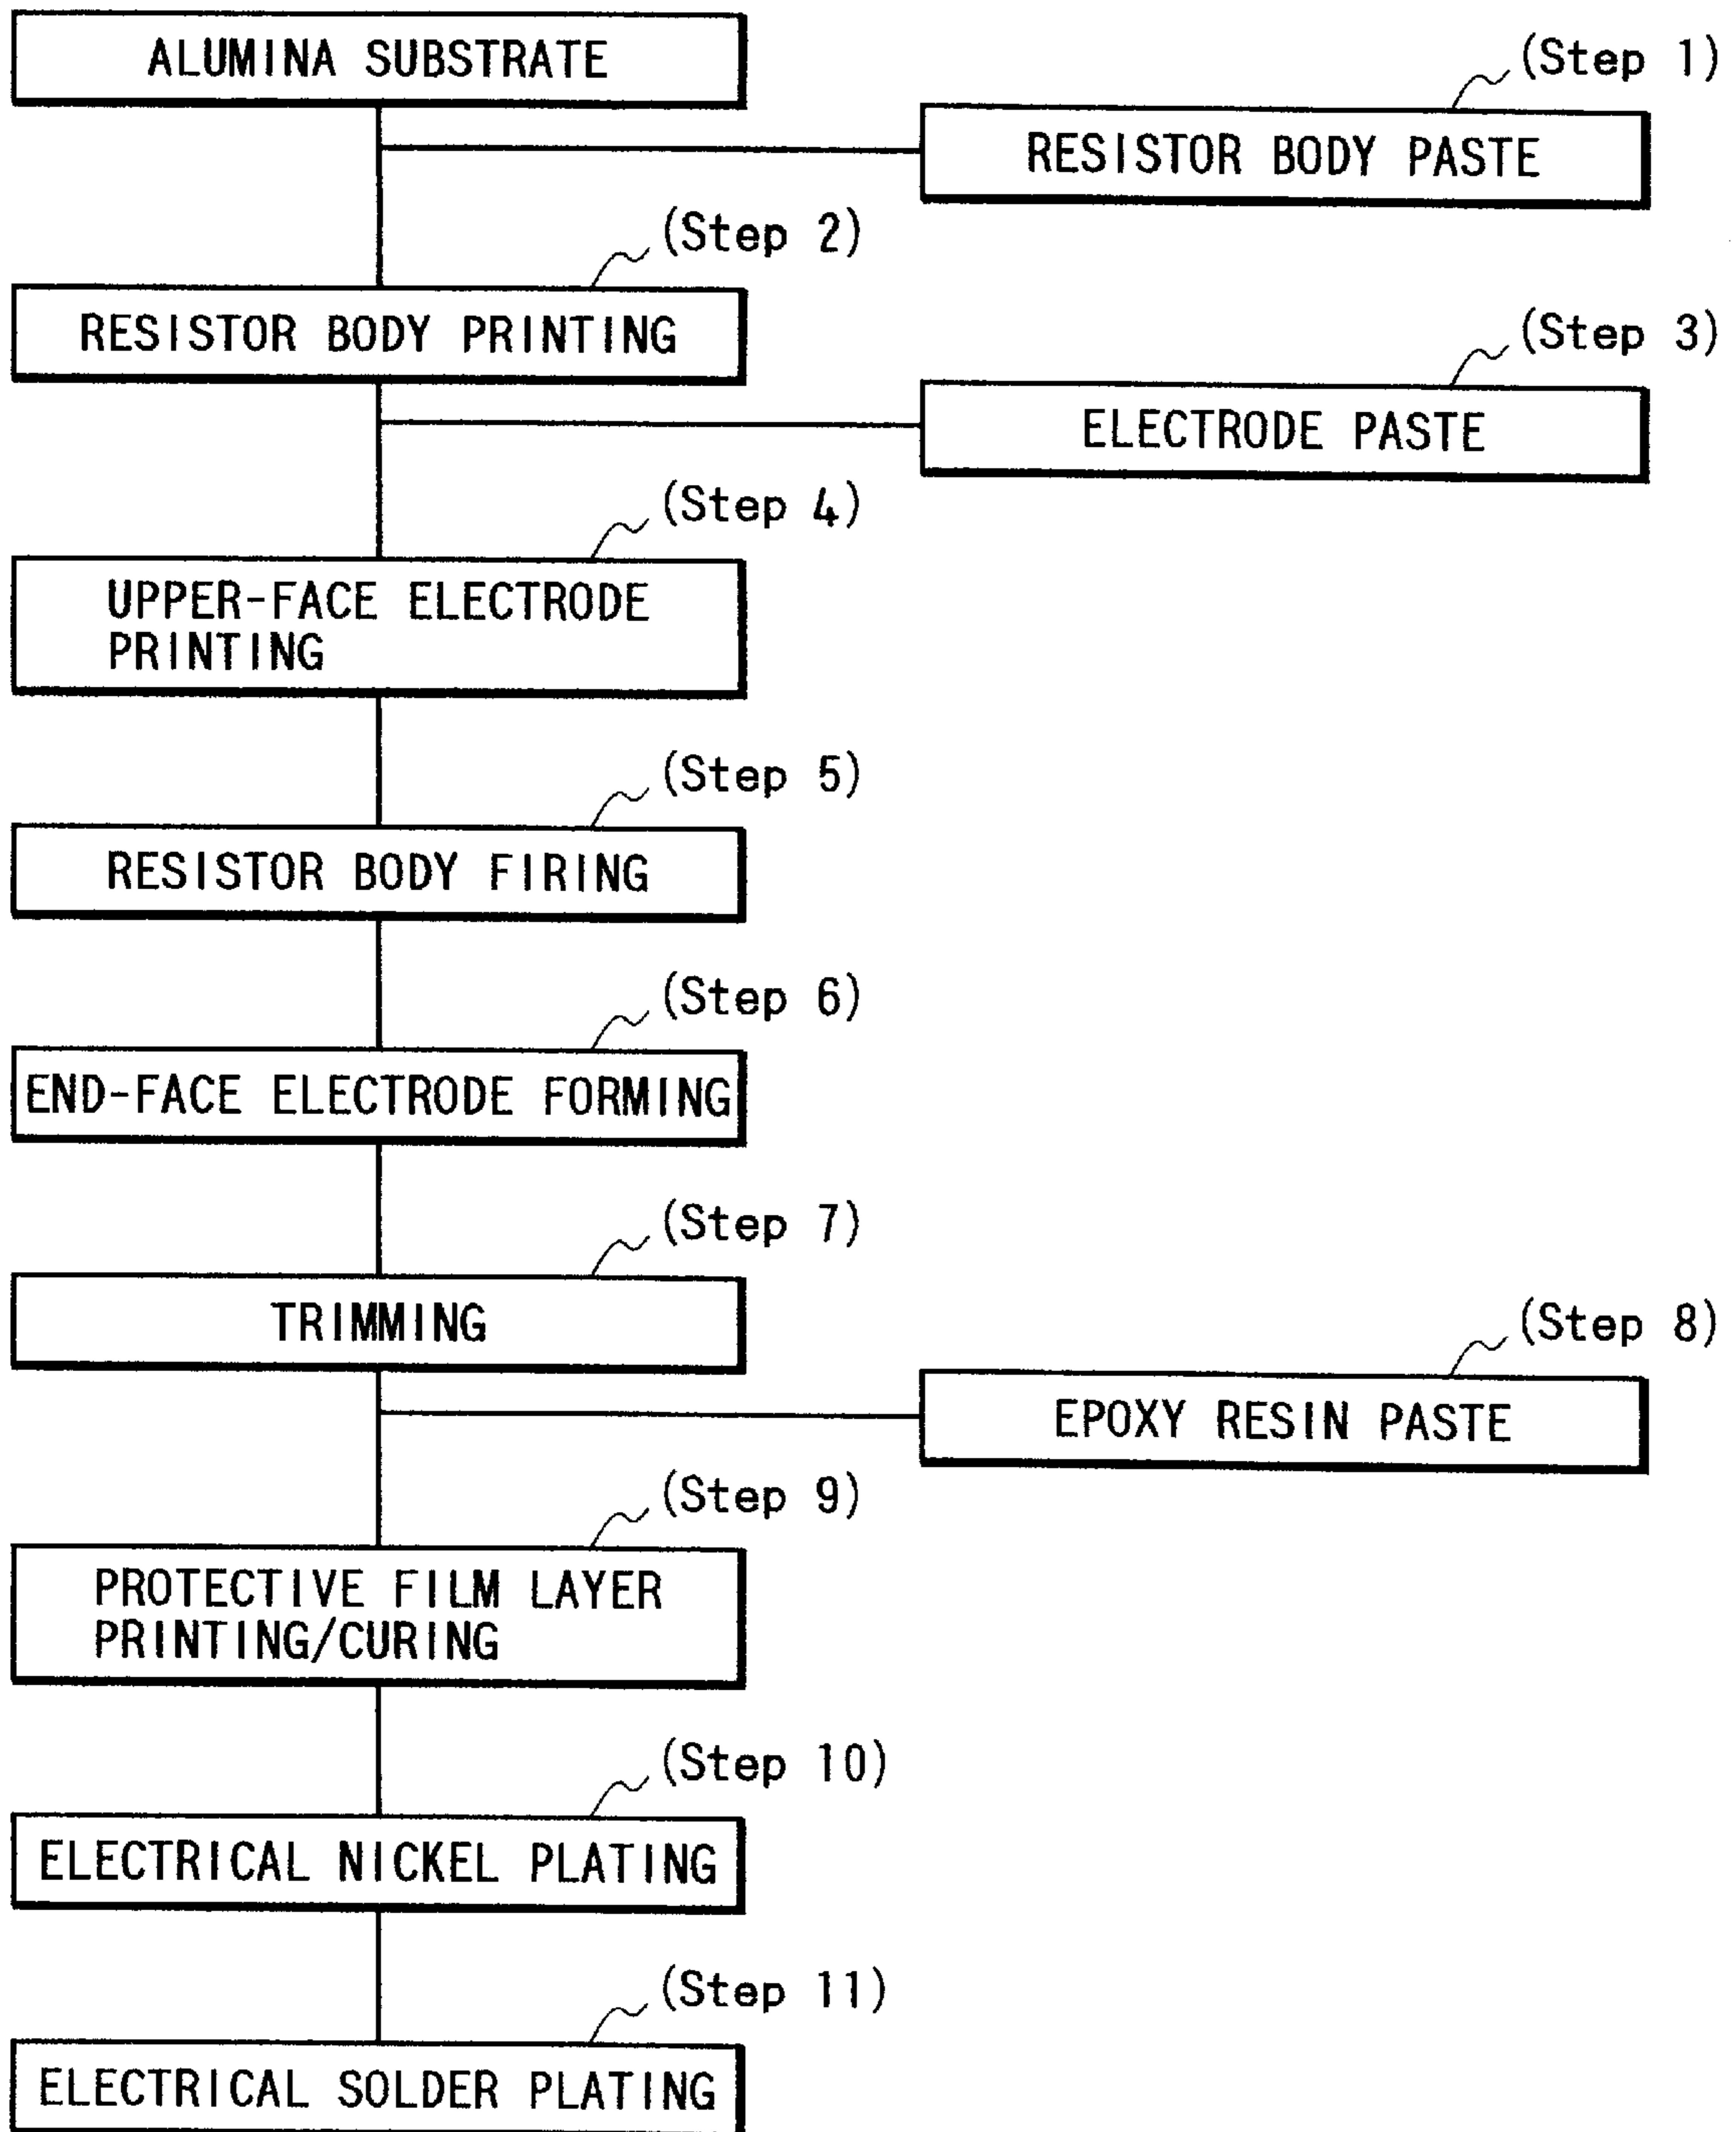 ALUMINA SUBSTRATE
(Step 1)
RESISTOR BODY PASTE
(Step 2)
RESISTOR BODY PRINTING
(Step 3)
ELECTRODE PASTE
(Step 4)
UPPER-FACE ELECTRODE
PRINTING
(Step 5)
RESISTOR BODY FIRING
(Step 6)
END-FACE ELECTRODE FORMING
(Step 7)
TRIMMING
(Step 8)
EPOXY RESIN PASTE
(Step 9)
PROTECTIVE FILM LAYER
PRINTING/CURING
(Step 10)
ELECTRICAL NICKEL PLATING
(Step 11)
ELECTRICAL SOLDER PLATING